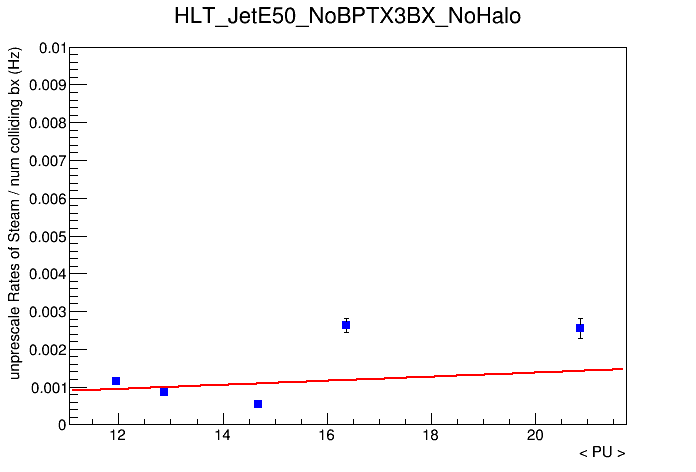 HLT_JetE50_NoBPTX3BX_NoHalo
unprescale Rates of Steam / num colliding bx (Hz)
0.01
0.009
0.008
0.007
0.006
0.005
0.004
0.003
0.002
0.001
0
12 14 16 18 20
< PU >